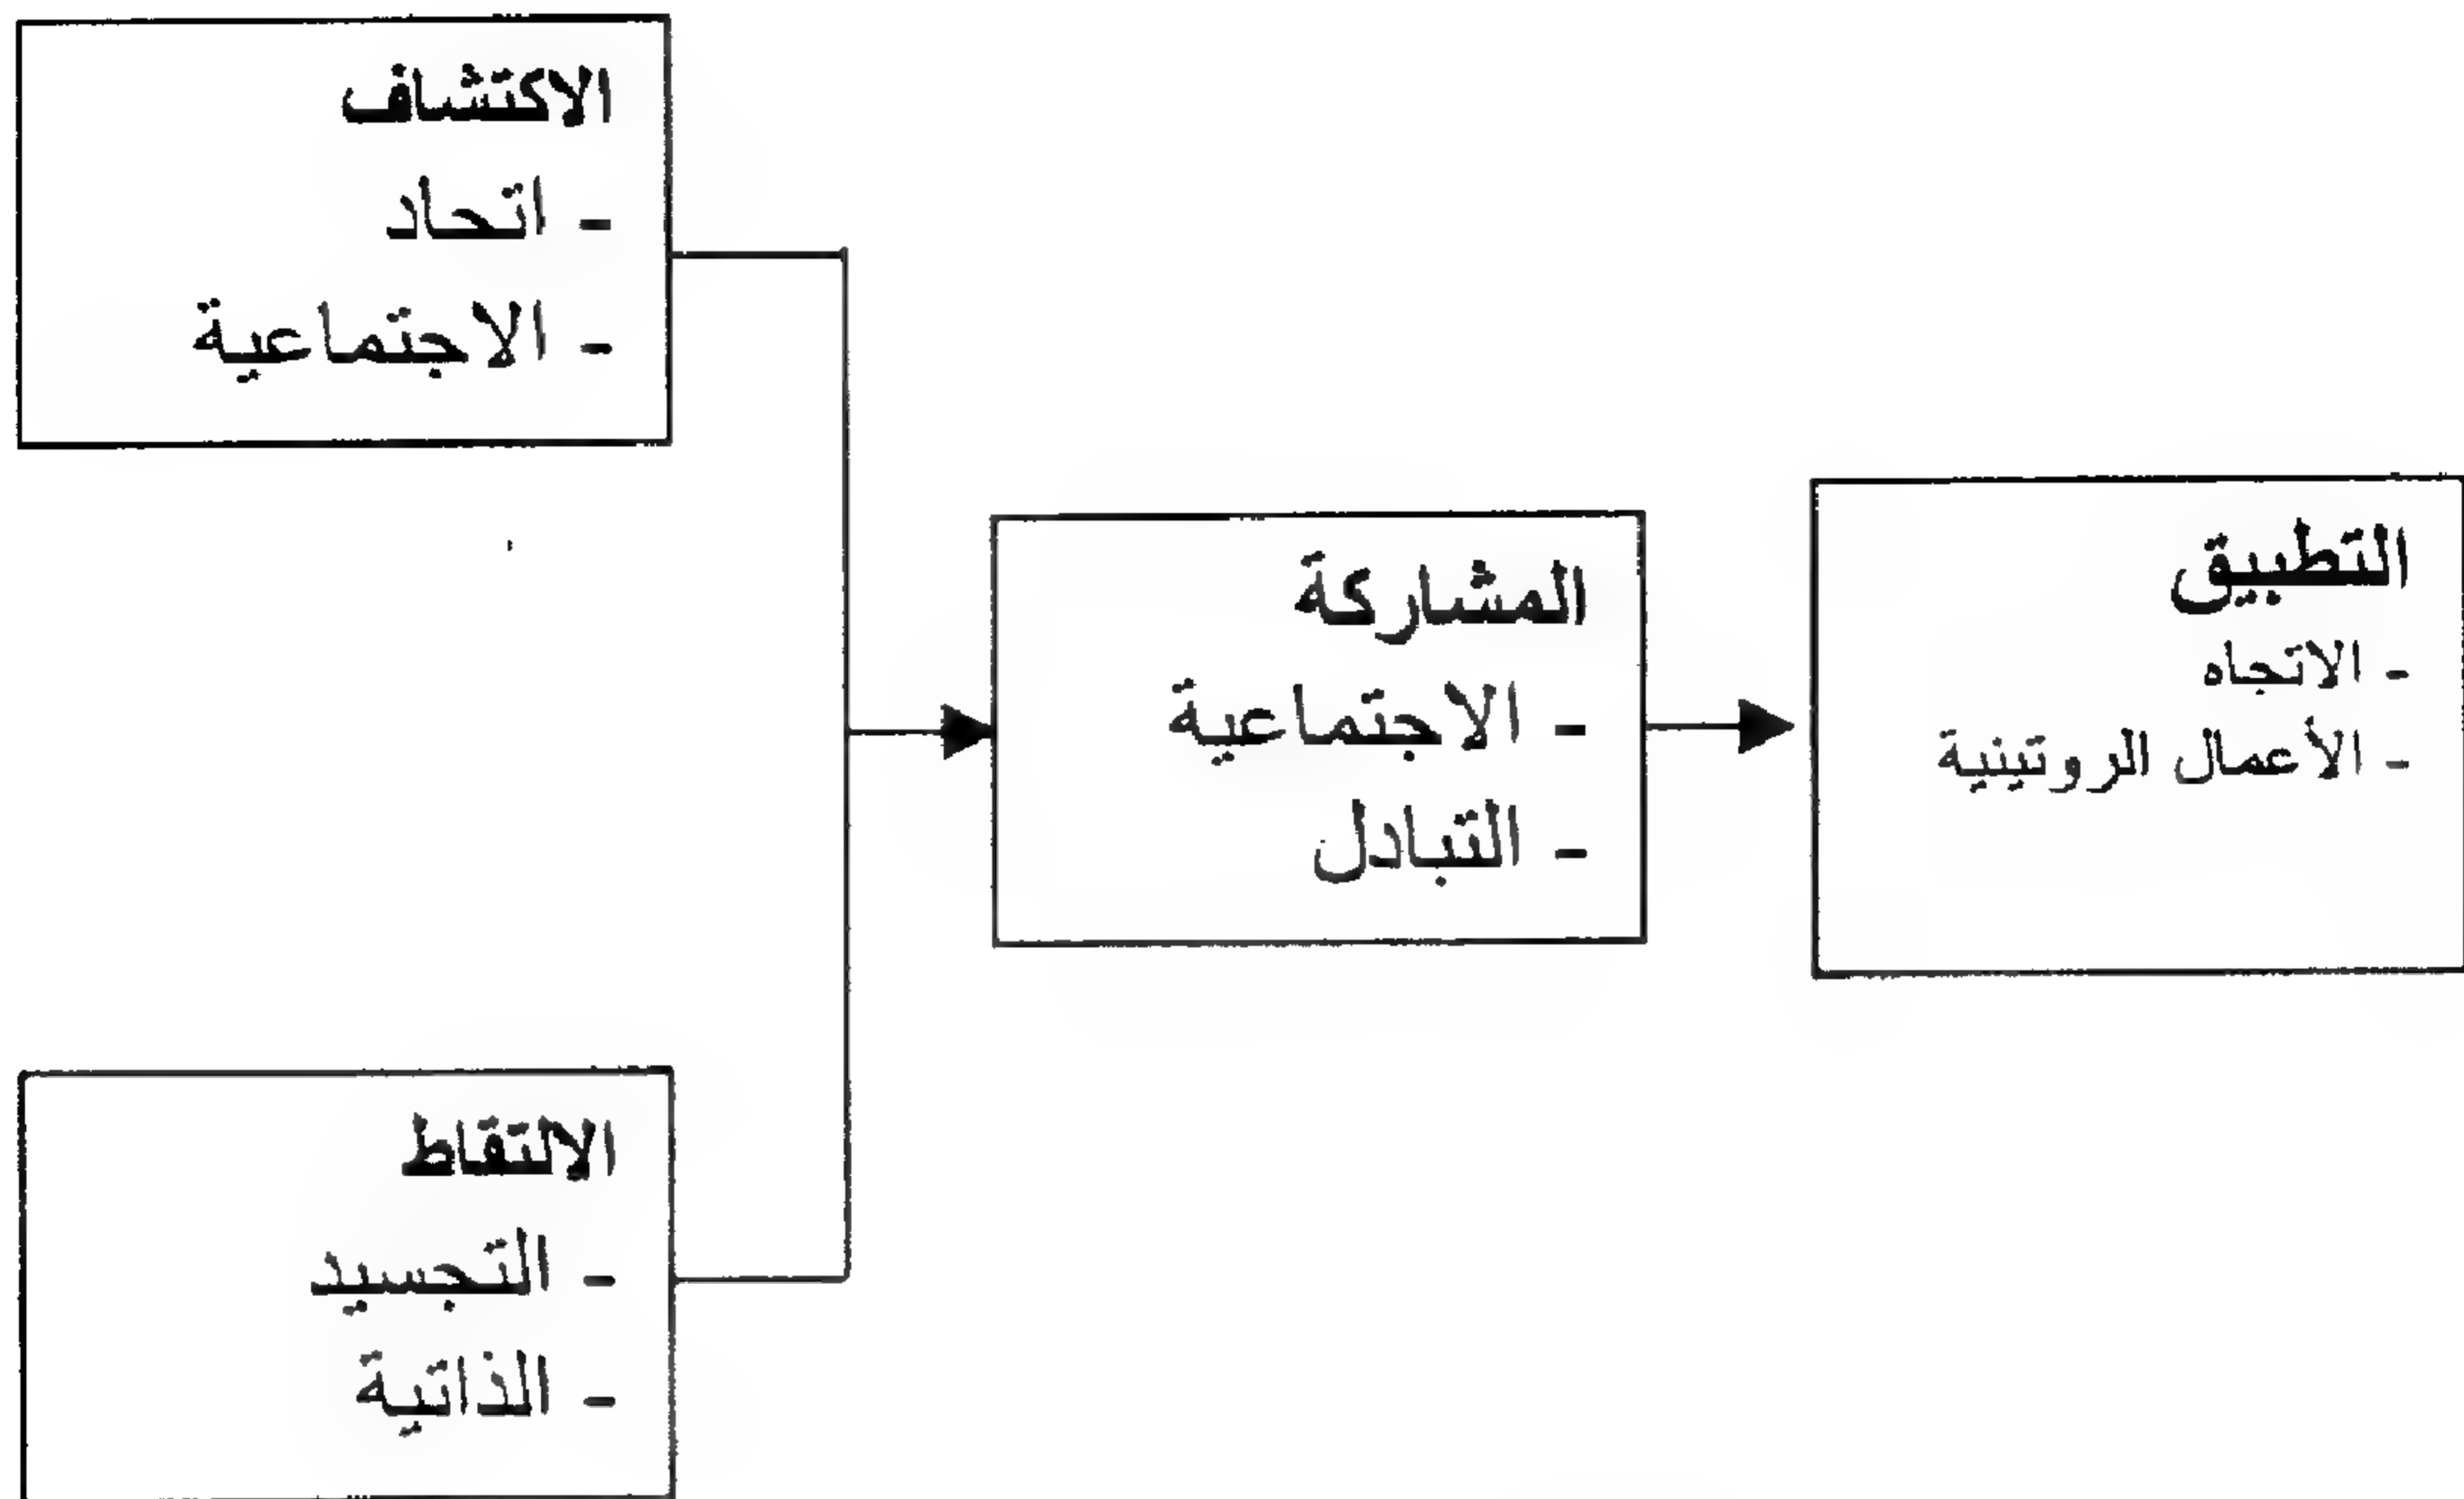 الاكتشاف
- اتحاد
- الاجتماعية
المشاركة
- الاجتماعية
- التبادل
التطبيق
- الاتجاه
- الأعمال الروتينية
الالتقاط
- التجسيد
- الذاتية